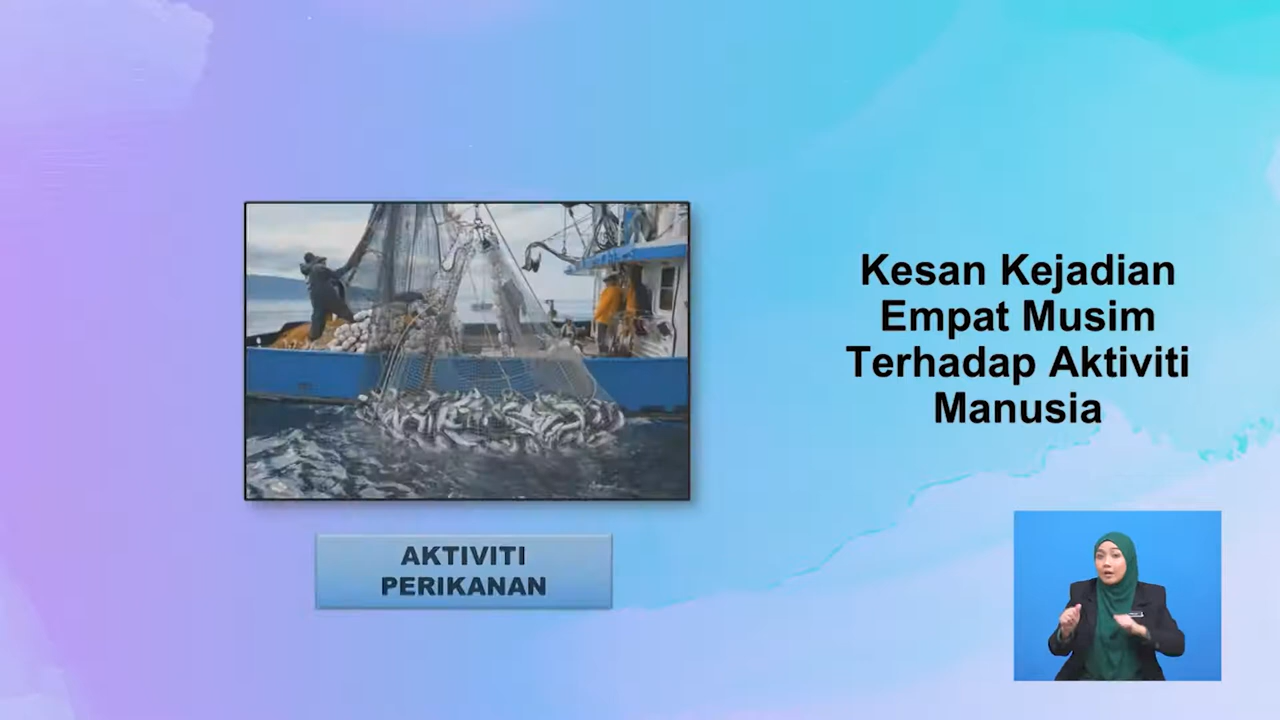 Kesan Kejadian
Empat Musim
Terhadap Aktiviti
Manusia
AKTIVITI
PERIKANAN